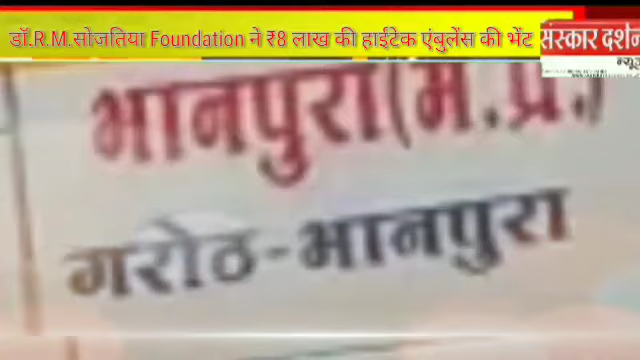 डॉ.R.M.सोजतिया Foundation ने ₹8 लाख की हाईटेक एंबुलेंस की भेंट
संस्कार दर्शन
न्यूज़
भानपुरा(म.प्र.)
गरोठ-भानपुरा